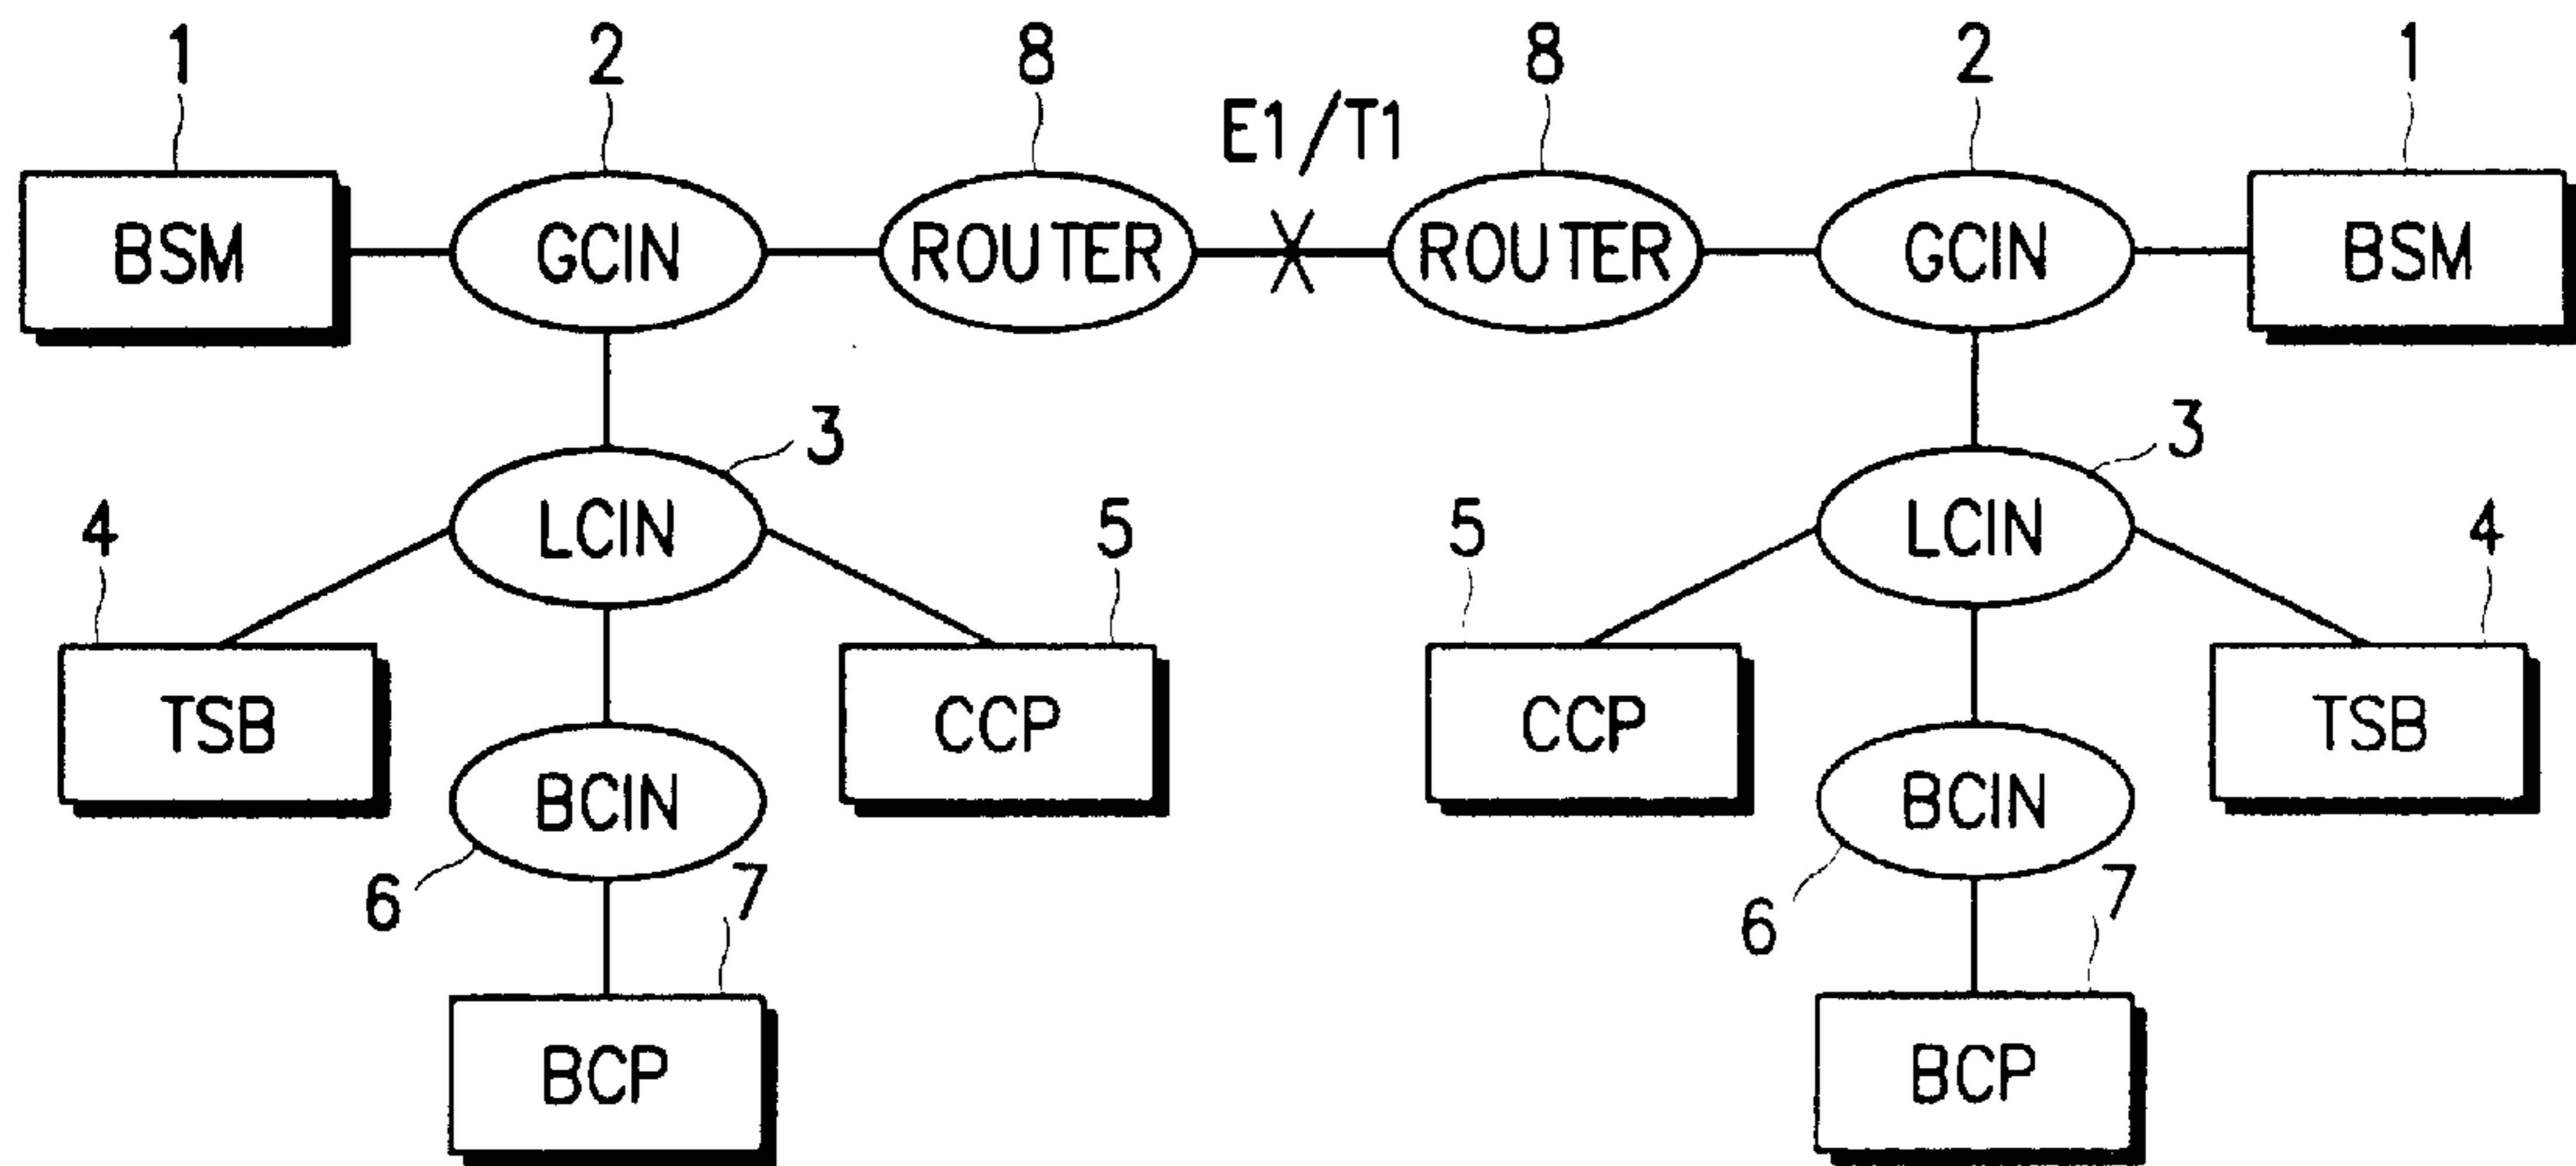 1 2 8 8 2 1
E1/T1
BSM GCIN ROUTER ROUTER GCIN BSM
3 3
4 LCIN 5 5 LCIN 4
TSB CCP CCP TSB
BCIN BCIN
6 7 6 7
BCP BCP